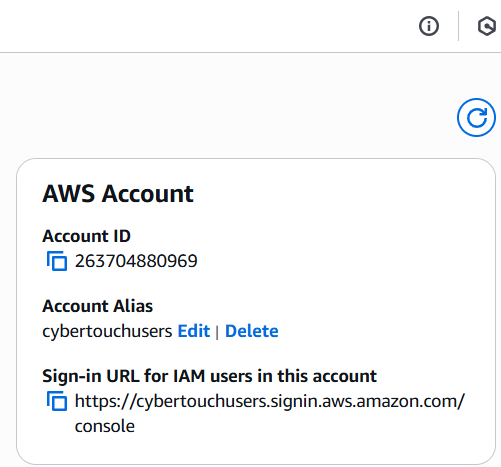 AWS Account
Account ID
263704880969
Account Alias
cybertouchusers Edit | Delete
Sign-in URL for IAM users in this account
https://cybertouchusers.signin.aws.amazon.com/
console